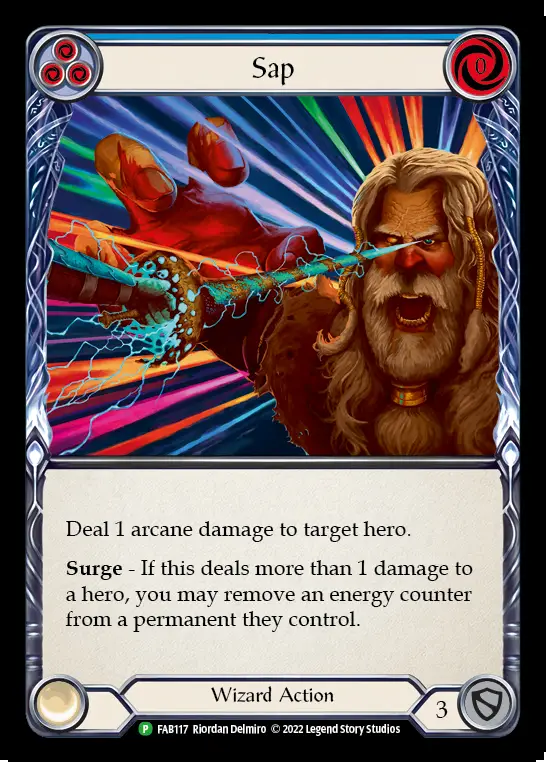 Sap
0
Deal 1 arcane damage to target hero.
Surge - If this deals more than 1 damage to
a hero, you may remove an energy counter
from a permanent they control.
Wizard Action
3
P FAB117 Riordan Delmiro © 2022 Legend Story Studios